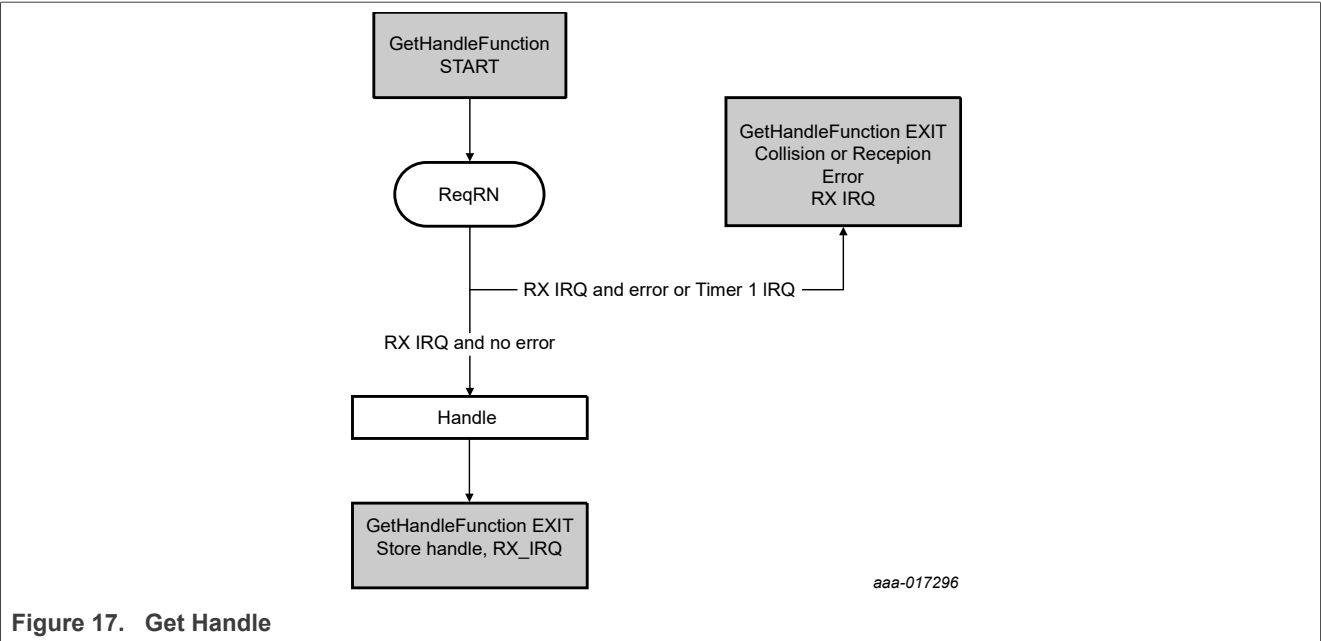 GetHandleFunction
START
GetHandleFunction EXIT
Collision or Recepion
Error
RX IRQ
ReqRN
RX IRQ and error or Timer 1 IRQ
RX IRQ and no error
Handle
GetHandleFunction EXIT
Store handle, RX_IRQ
aaa-017296
Figure 17. Get Handle